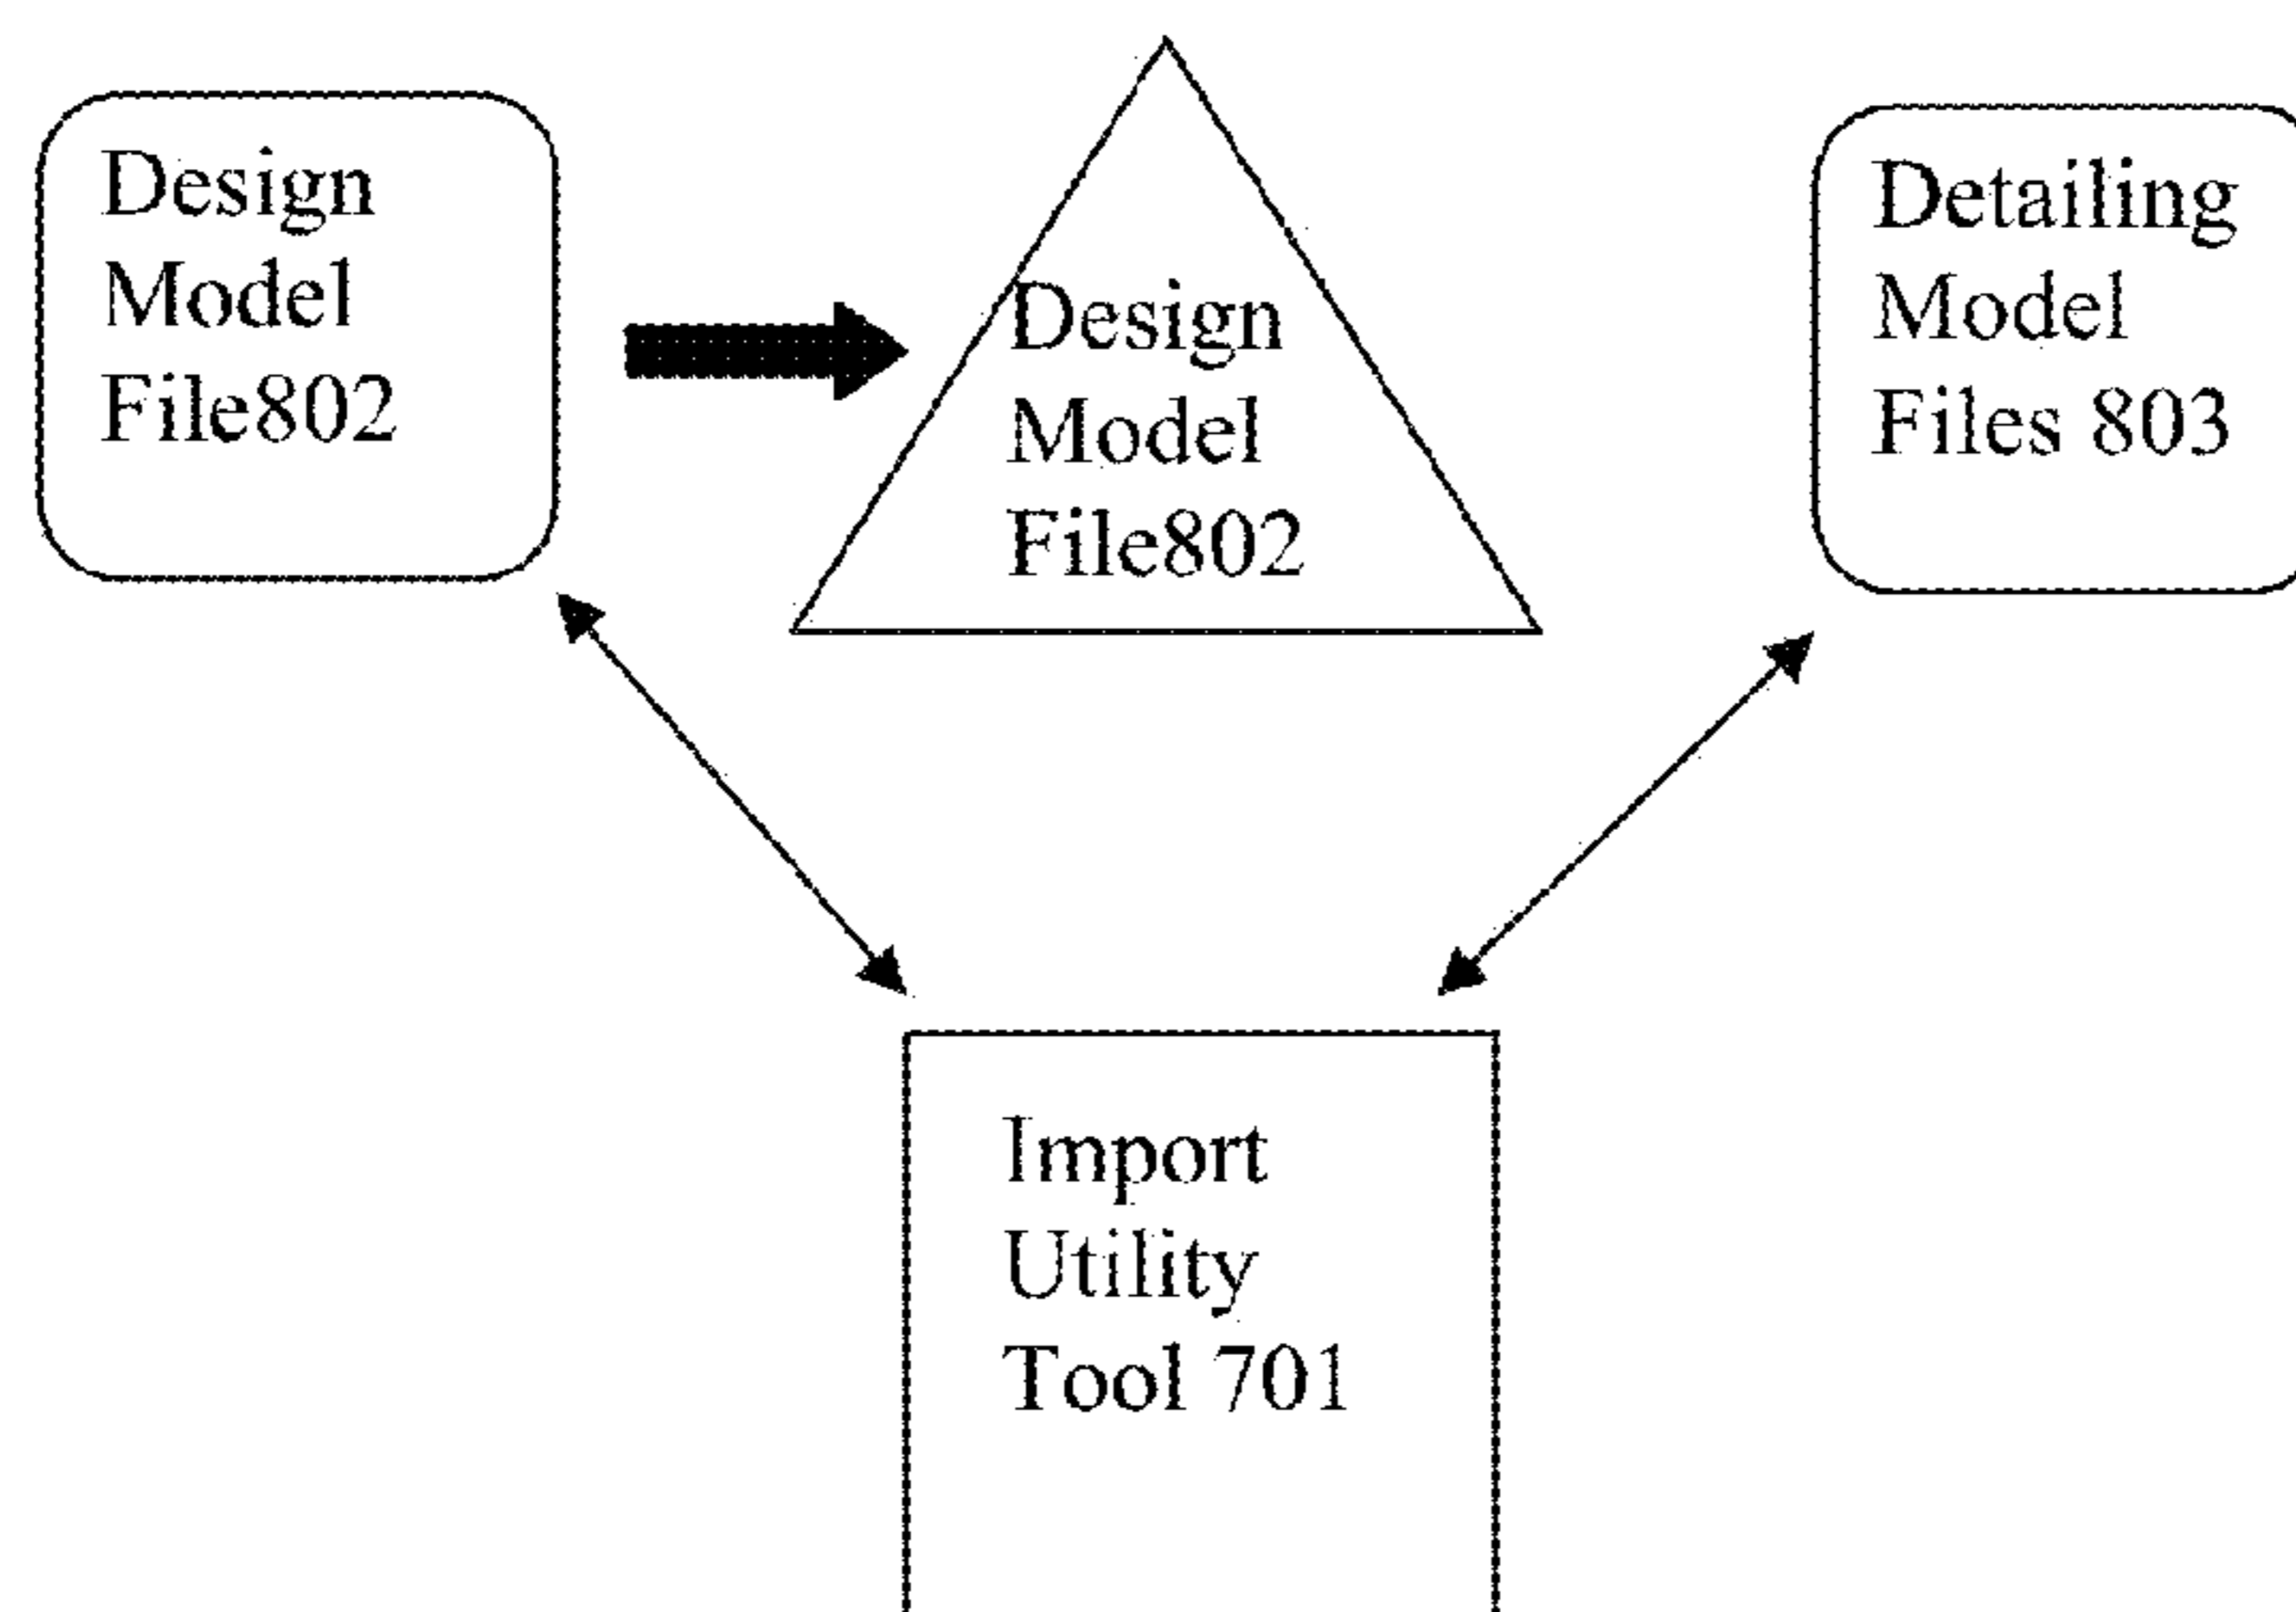 Design
Model
File802
Design
Model
File802
Detailing
Model
Files 803
Import
Utility
Tool 701